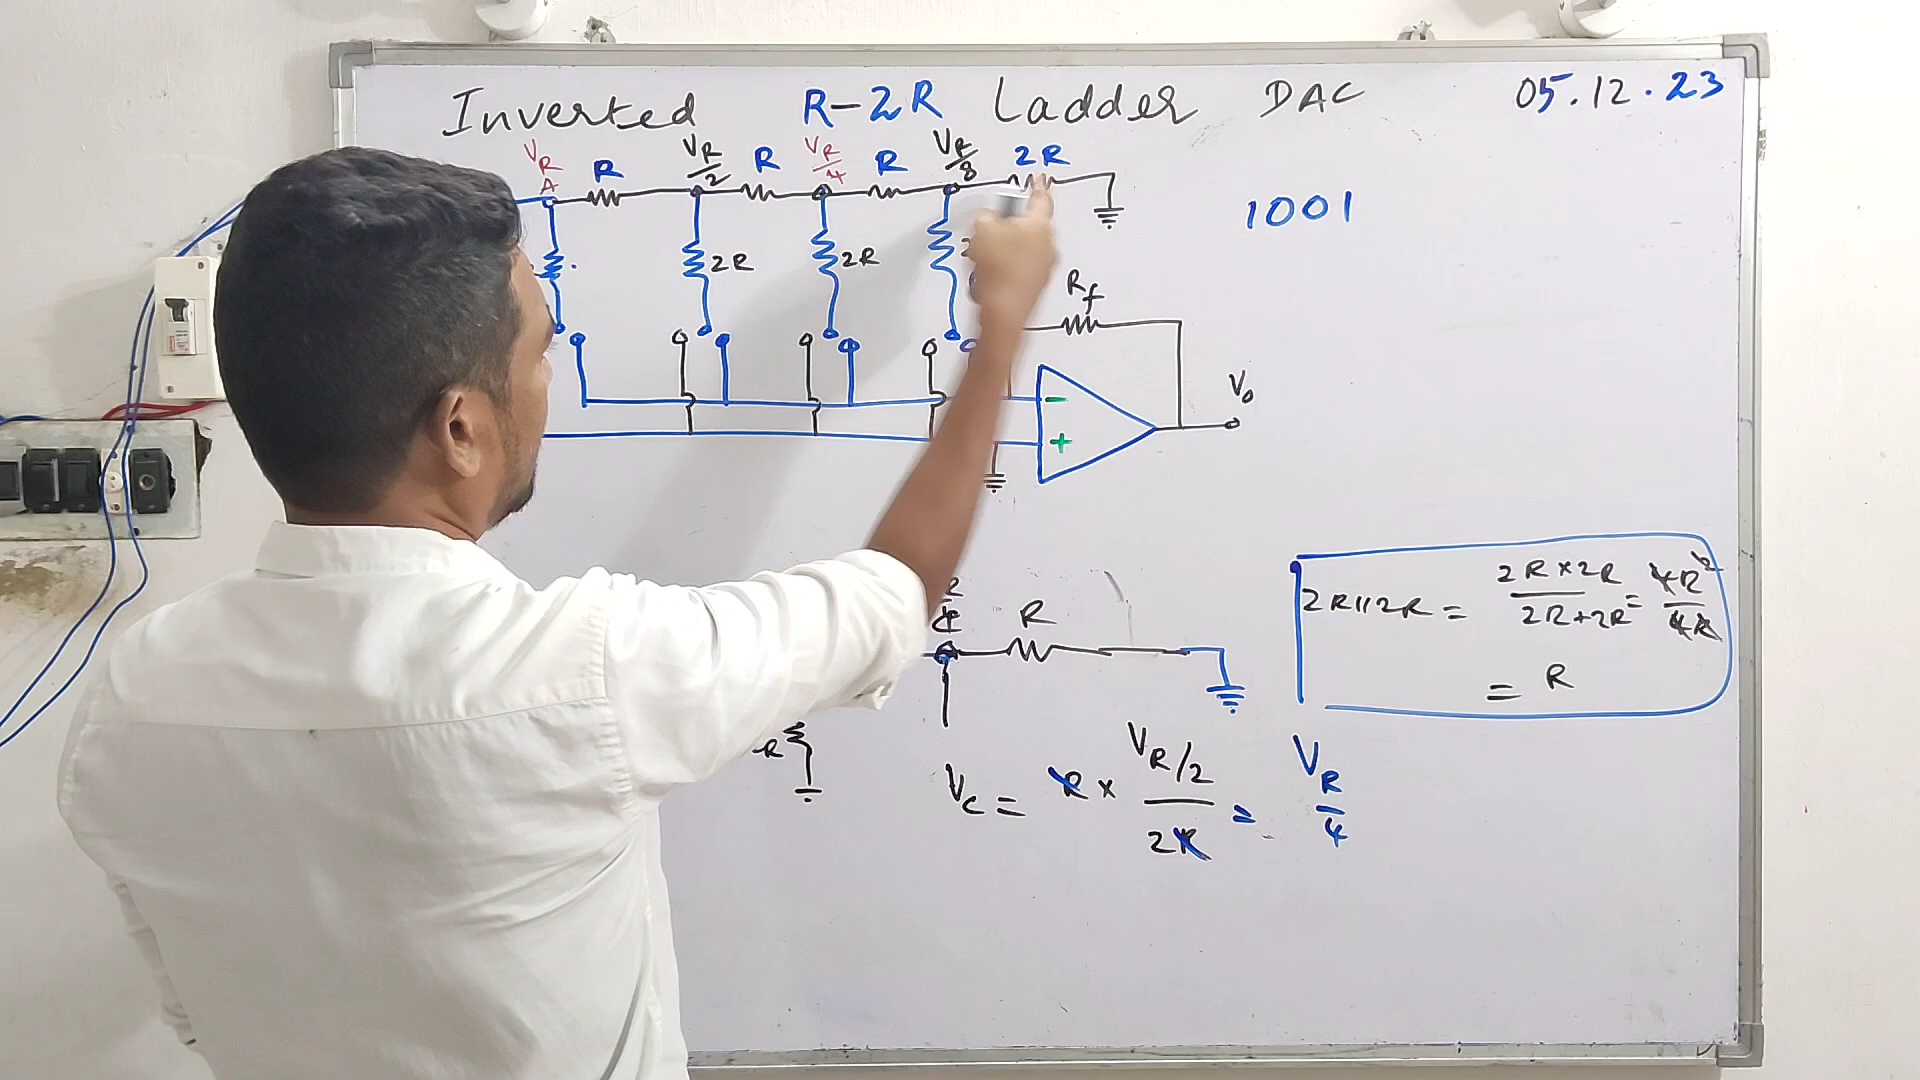 Inverted R-2R Ladder DAC 05.12.23
VR/A R VR/2 R VR/4 R VR/8 2R
1001
2R 2R
Rf
Vo
-
+
R
2R||2R = 2R×2R/2R+2R = 4R²/4R
= R
R
VC = R × VR/2/2R = VR/4